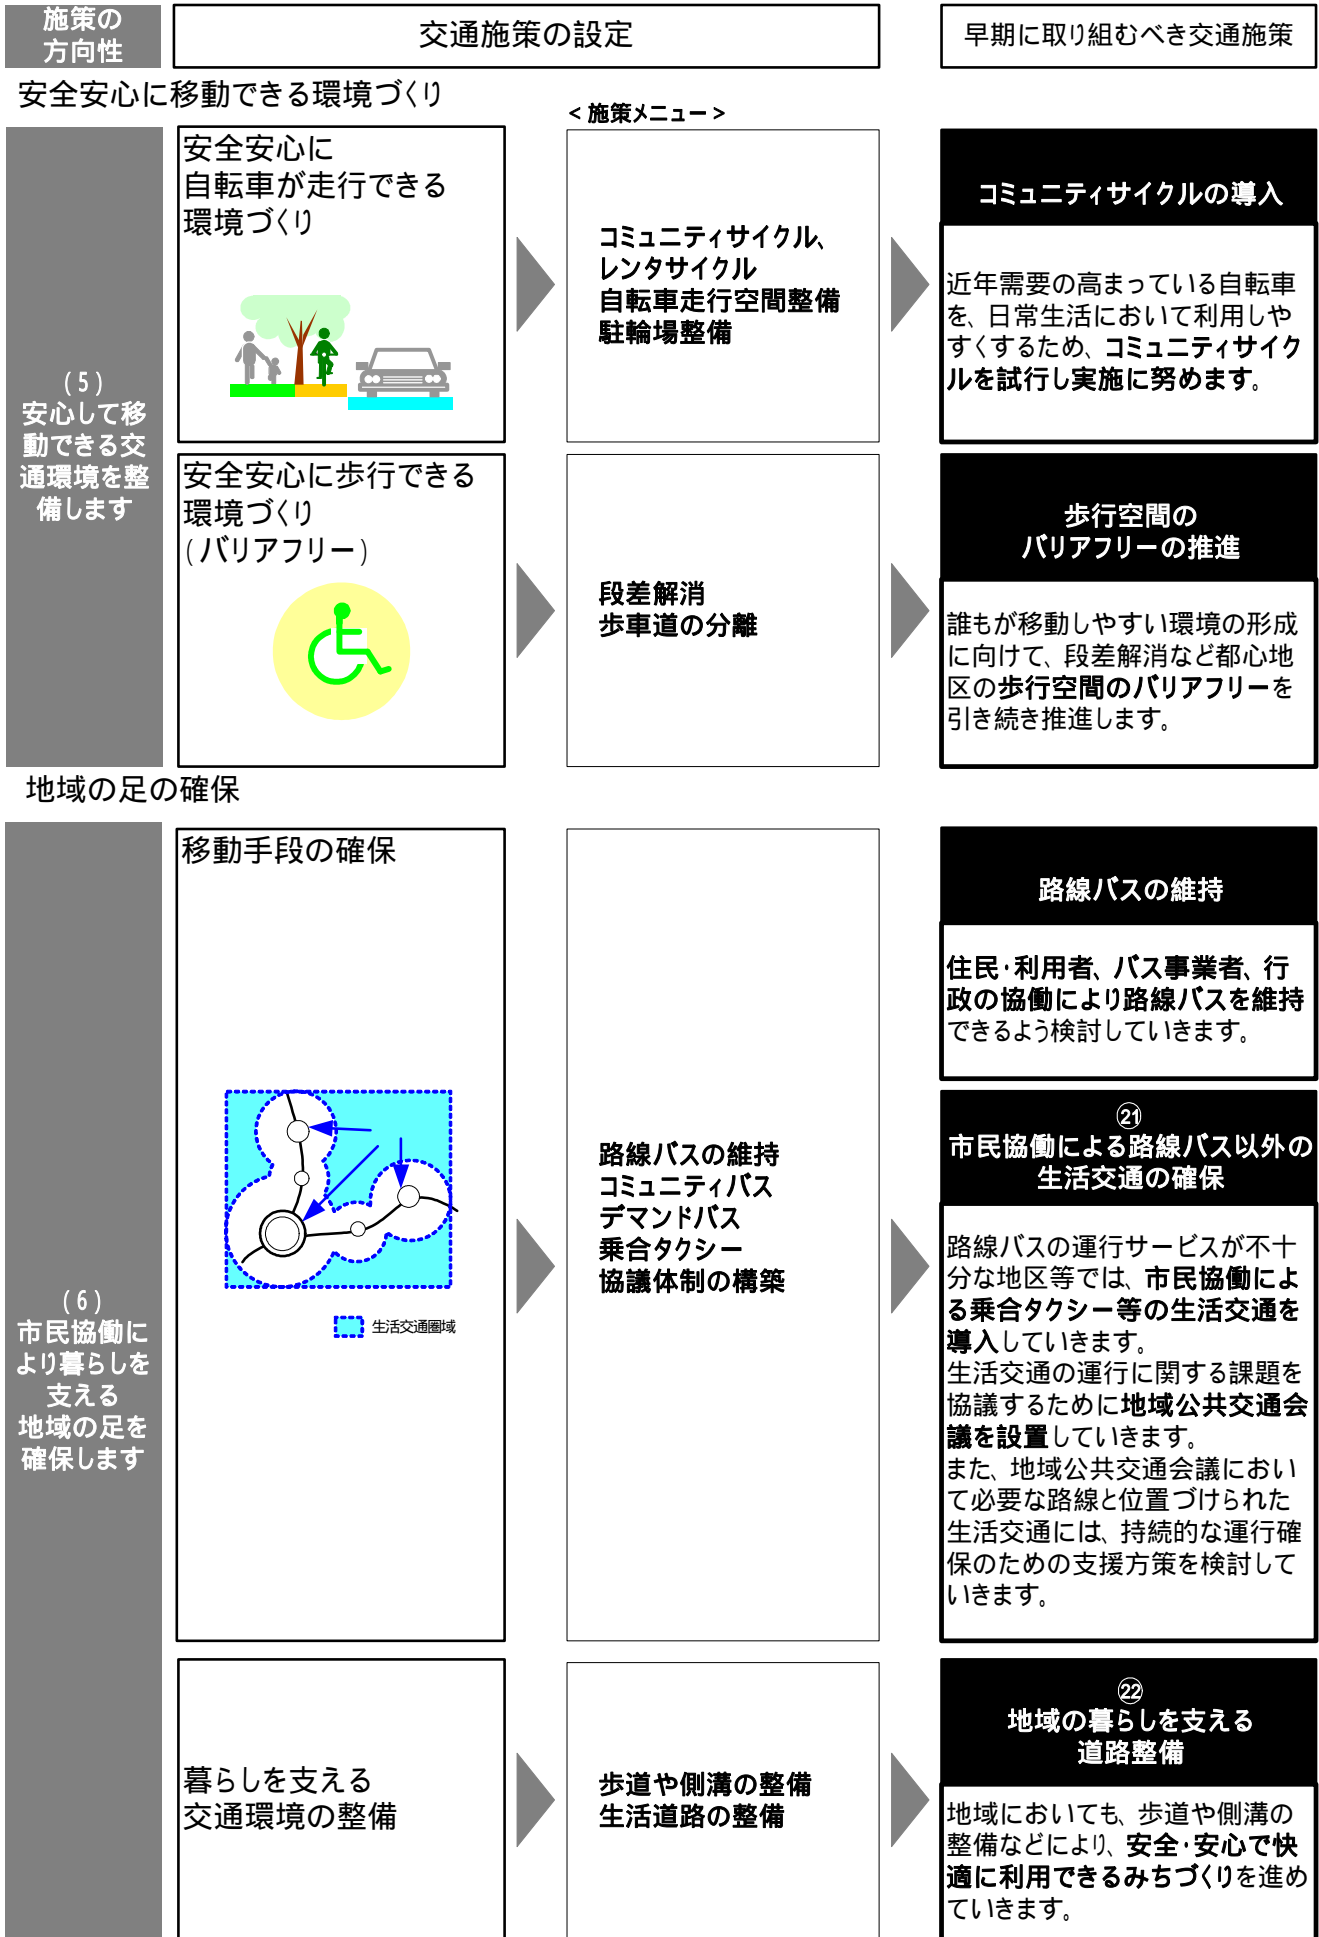 施策の
方向性
交通施策の設定
早期に取り組むべき交通施策
安全安心に移動できる環境づくり
<施策メニュー>
(5)
安心して移
動できる交
通環境を整
備します
安全安心に
自転車が走行できる
環境づくり
コミュニティサイクル、
レンタサイクル
自転車走行空間整備
駐輪場整備
コミュニティサイクルの導入
近年需要の高まっている自転車
を、日常生活において利用しや
すくするため、コミュニティサイク
ルを試行し実施に努めます。
安全安心に歩行できる
環境づくり
(バリアフリー)
段差解消
歩車道の分離
歩行空間の
バリアフリーの推進
誰もが移動しやすい環境の形成
に向けて、段差解消など都心地
区の歩行空間のバリアフリーを
引き続き推進します。
地域の足の確保
(6)
市民協働に
より暮らしを
支える
地域の足を
確保します
移動手段の確保
生活交通圏域
路線バスの維持
コミュニティバス
デマンドバス
乗合タクシー
協議体制の構築
路線バスの維持
住民・利用者、バス事業者、行
政の協働により路線バスを維持
できるよう検討していきます。
㉑
市民協働による路線バス以外の
生活交通の確保
路線バスの運行サービスが不十
分な地区等では、市民協働によ
る乗合タクシー等の生活交通を
導入していきます。
生活交通の運行に関する課題を
協議するために地域公共交通会
議を設置していきます。
また、地域公共交通会議におい
て必要な路線と位置づけられた
生活交通には、持続的な運行確
保のための支援方策を検討して
いきます。
暮らしを支える
交通環境の整備
歩道や側溝の整備
生活道路の整備
㉒
地域の暮らしを支える
道路整備
地域においても、歩道や側溝の
整備などにより、安全・安心で快
適に利用できるみちづくりを進め
ていきます。